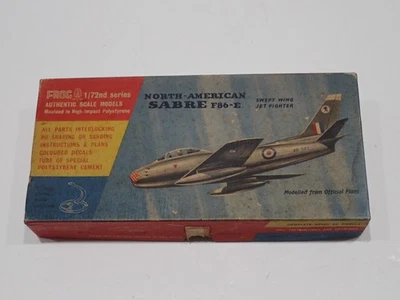 FROG 1/72nd series
AUTHENTIC SCALE MODELS
Moulded in High Impact Polystyrene
ALL PARTS INTERLOCKING
NO CARVING OR SANDING
INSTRUCTIONS & PLANS
COLOURED DECALS
TUBE OF SPECIAL
POLYSTYRENE CEMENT
NORTH-AMERICAN
SABRE F86-E
SWEPT WING
JET FIGHTER
Modelled from Official Plans